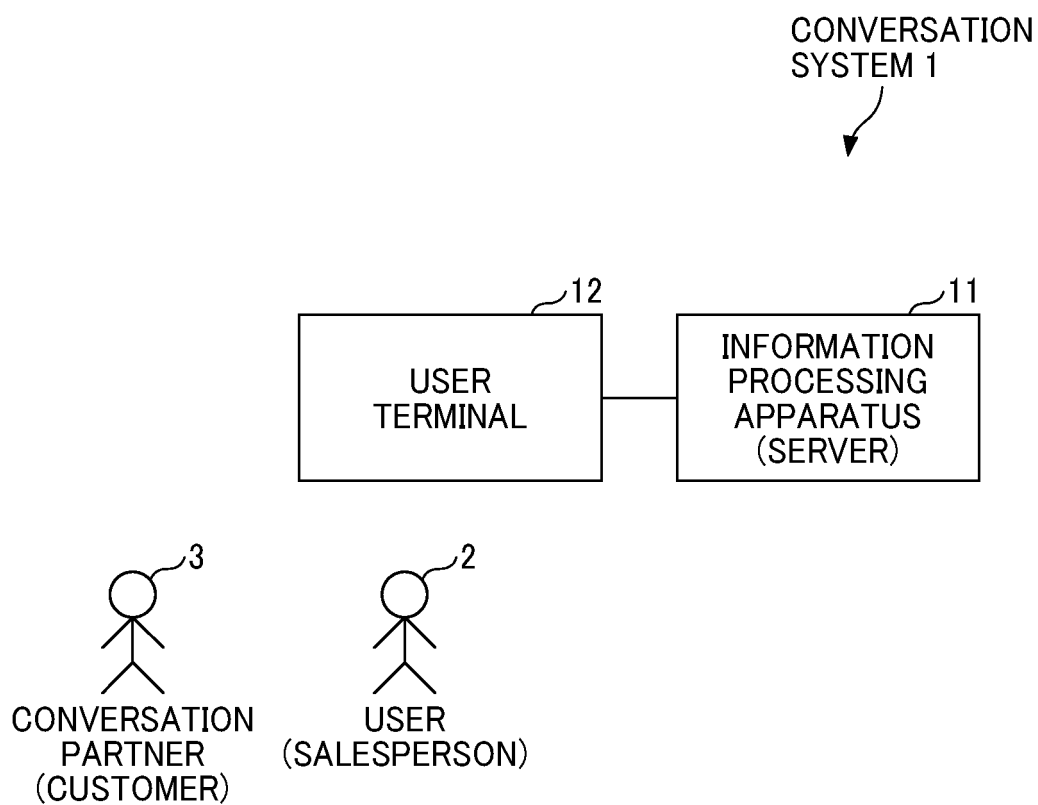 CONVERSATION
SYSTEM 1
12
11
USER
TERMINAL
INFORMATION
PROCESSING
APPARATUS
(SERVER)
3
2
CONVERSATION
PARTNER
(CUSTOMER)
USER
(SALESPERSON)